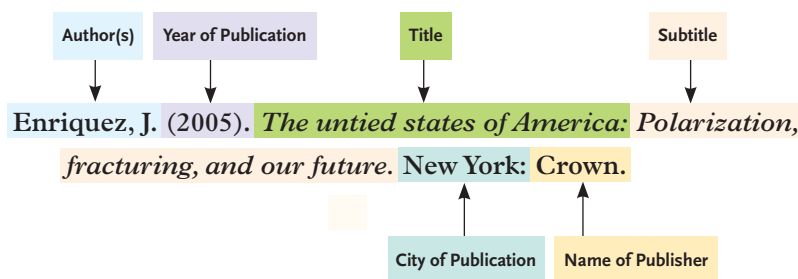 Author(s) Year of Publication Title Subtitle
Enriquez, J. (2005). The untied states of America: Polarization,
fracturing, and our future. New York: Crown.
City of Publication Name of Publisher